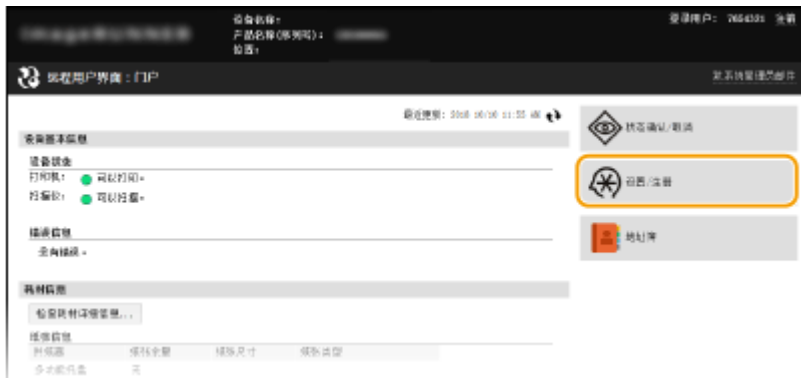 设备名称:
产品名称(序列号):
位置:
登录用户: 7654321 注销
远程用户界面:门户
致系统管理员邮件
最近更新:
设备基本信息
设备状态
打印机: 可以打印。
扫描仪: 可以扫描。
错误信息
没有错误。
耗材信息
检查耗材详细信息...
纸张信息
供纸器 纸张余量 纸张尺寸 纸张类型
多功能托盘 无
状态确认/取消
设置/注册
地址簿